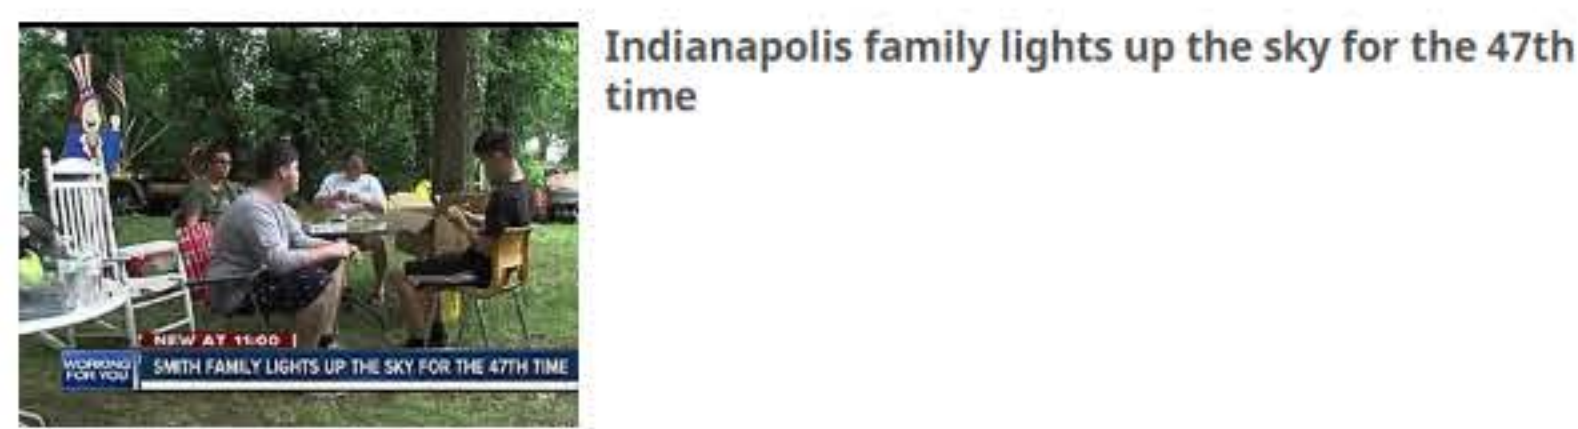 Indianapolis family lights up the sky for the 47th
time
NEW AT 11:00
WORKING
FOR YOU
SMITH FAMILY LIGHTS UP THE SKY FOR THE 47TH TIME